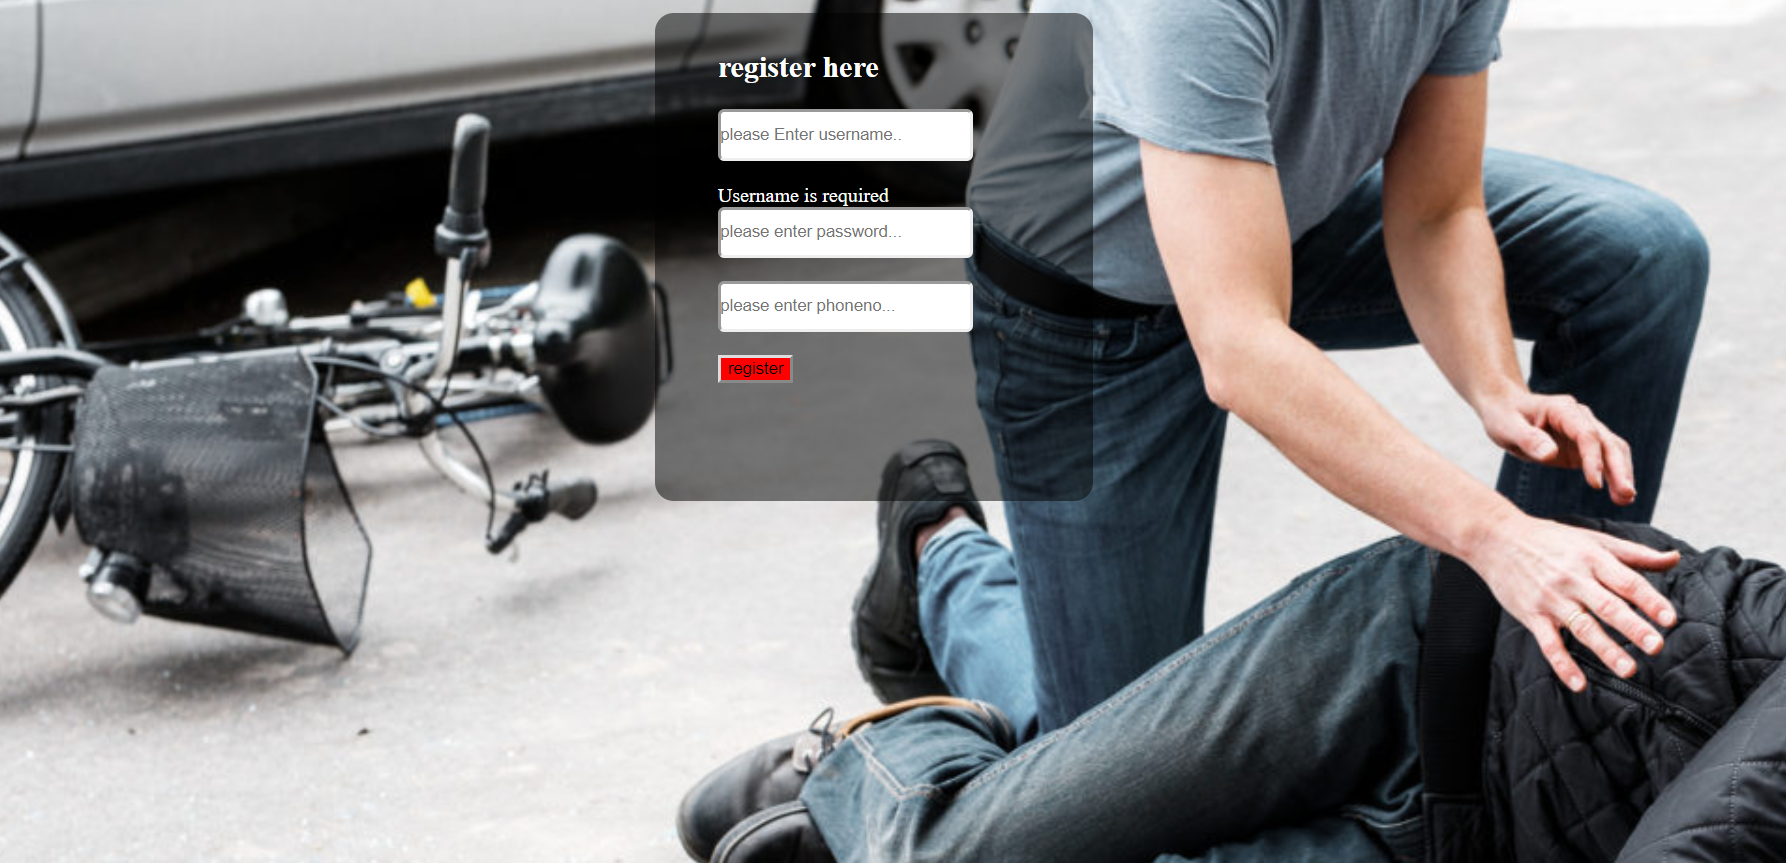 register here
please Enter username..
Username is required
please enter password...
please enter phoneno...
register